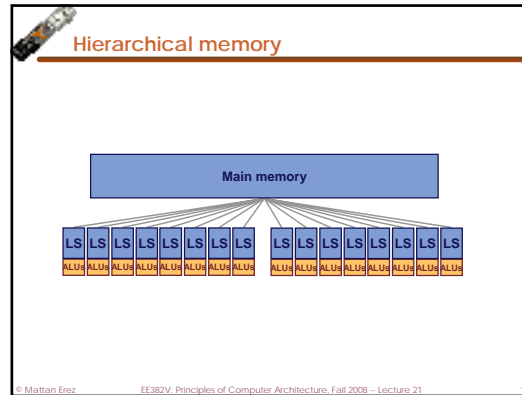 Hierarchical memory
Main memory
LS LS LS LS LS LS LS LS LS LS LS LS LS LS LS LS
ALUs ALUs ALUs ALUs ALUs ALUs ALUs ALUs ALUs ALUs ALUs ALUs ALUs ALUs ALUs ALUs
© Mattan Erez EE382V: Principles of Computer Architecture, Fall 2008 -- Lecture 21